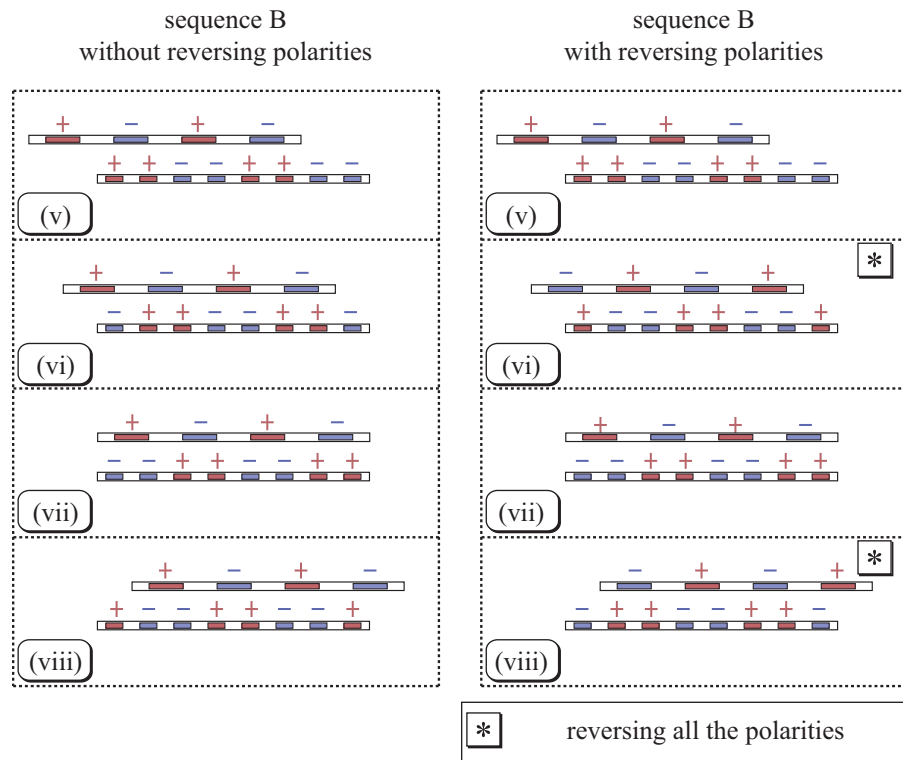 sequence B
without reversing polarities
+ − + −
+ + − − + + − −
(v)
+ − + −
− + + − − + + −
(vi)
+ − + −
− − + + − − + +
(vii)
+ − + −
+ − − + + − − +
(viii)
sequence B
with reversing polarities
+ − + −
+ + − − + + − −
(v)
*
− + − +
+ − − + + − − +
(vi)
+ − + −
− − + + − − + +
(vii)
*
− + − +
− + + − − + + −
(viii)
* reversing all the polarities